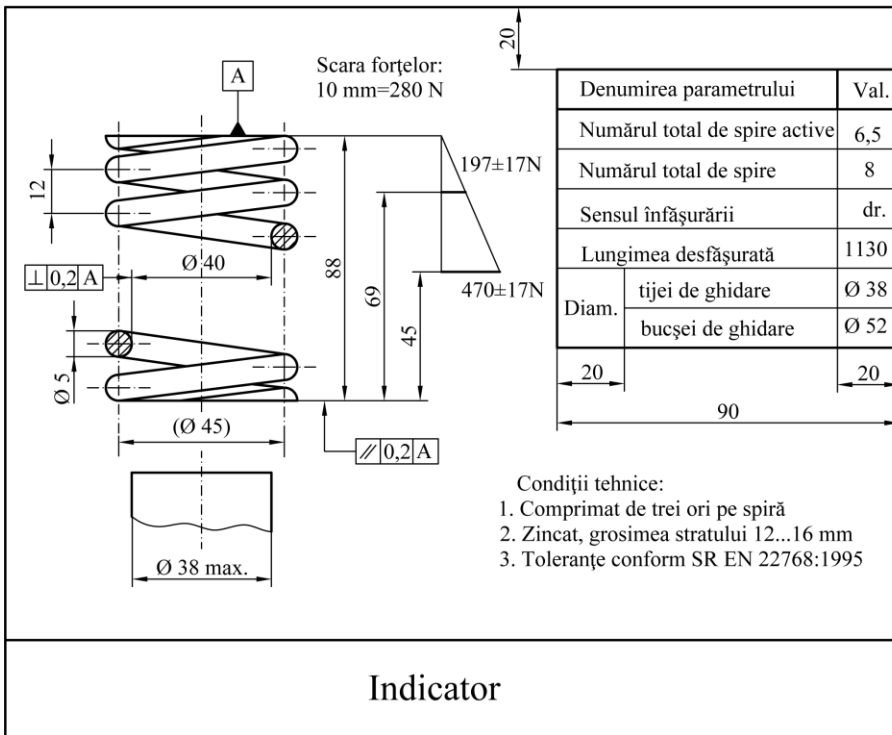 Scara forţelor:
10 mm=280 N
A
12
Ø 40
⊥ 0,2 A
Ø 5
(Ø 45)
Ø 38 max.
88
69
45
197±17N
470±17N
// 0,2 A
20
Denumirea parametrului Val.
Numărul total de spire active 6,5
Numărul total de spire 8
Sensul înfăşurării dr.
Lungimea desfăşurată 1130
Diam. tijei de ghidare Ø 38
bucşei de ghidare Ø 52
20 20
90
Condiţii tehnice:
1. Comprimat de trei ori pe spiră
2. Zincat, grosimea stratului 12...16 mm
3. Toleranţe conform SR EN 22768:1995
Indicator